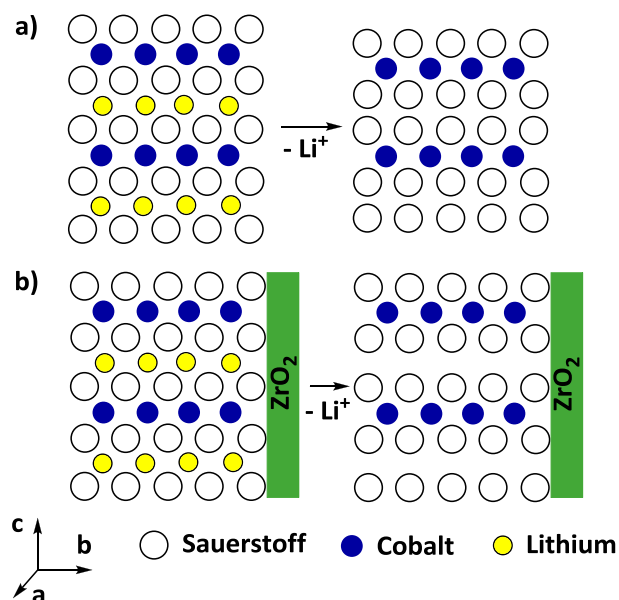 a)
- Li⁺
b)
ZrO₂
- Li⁺
ZrO₂
c
b
a
Sauerstoff
Cobalt
Lithium